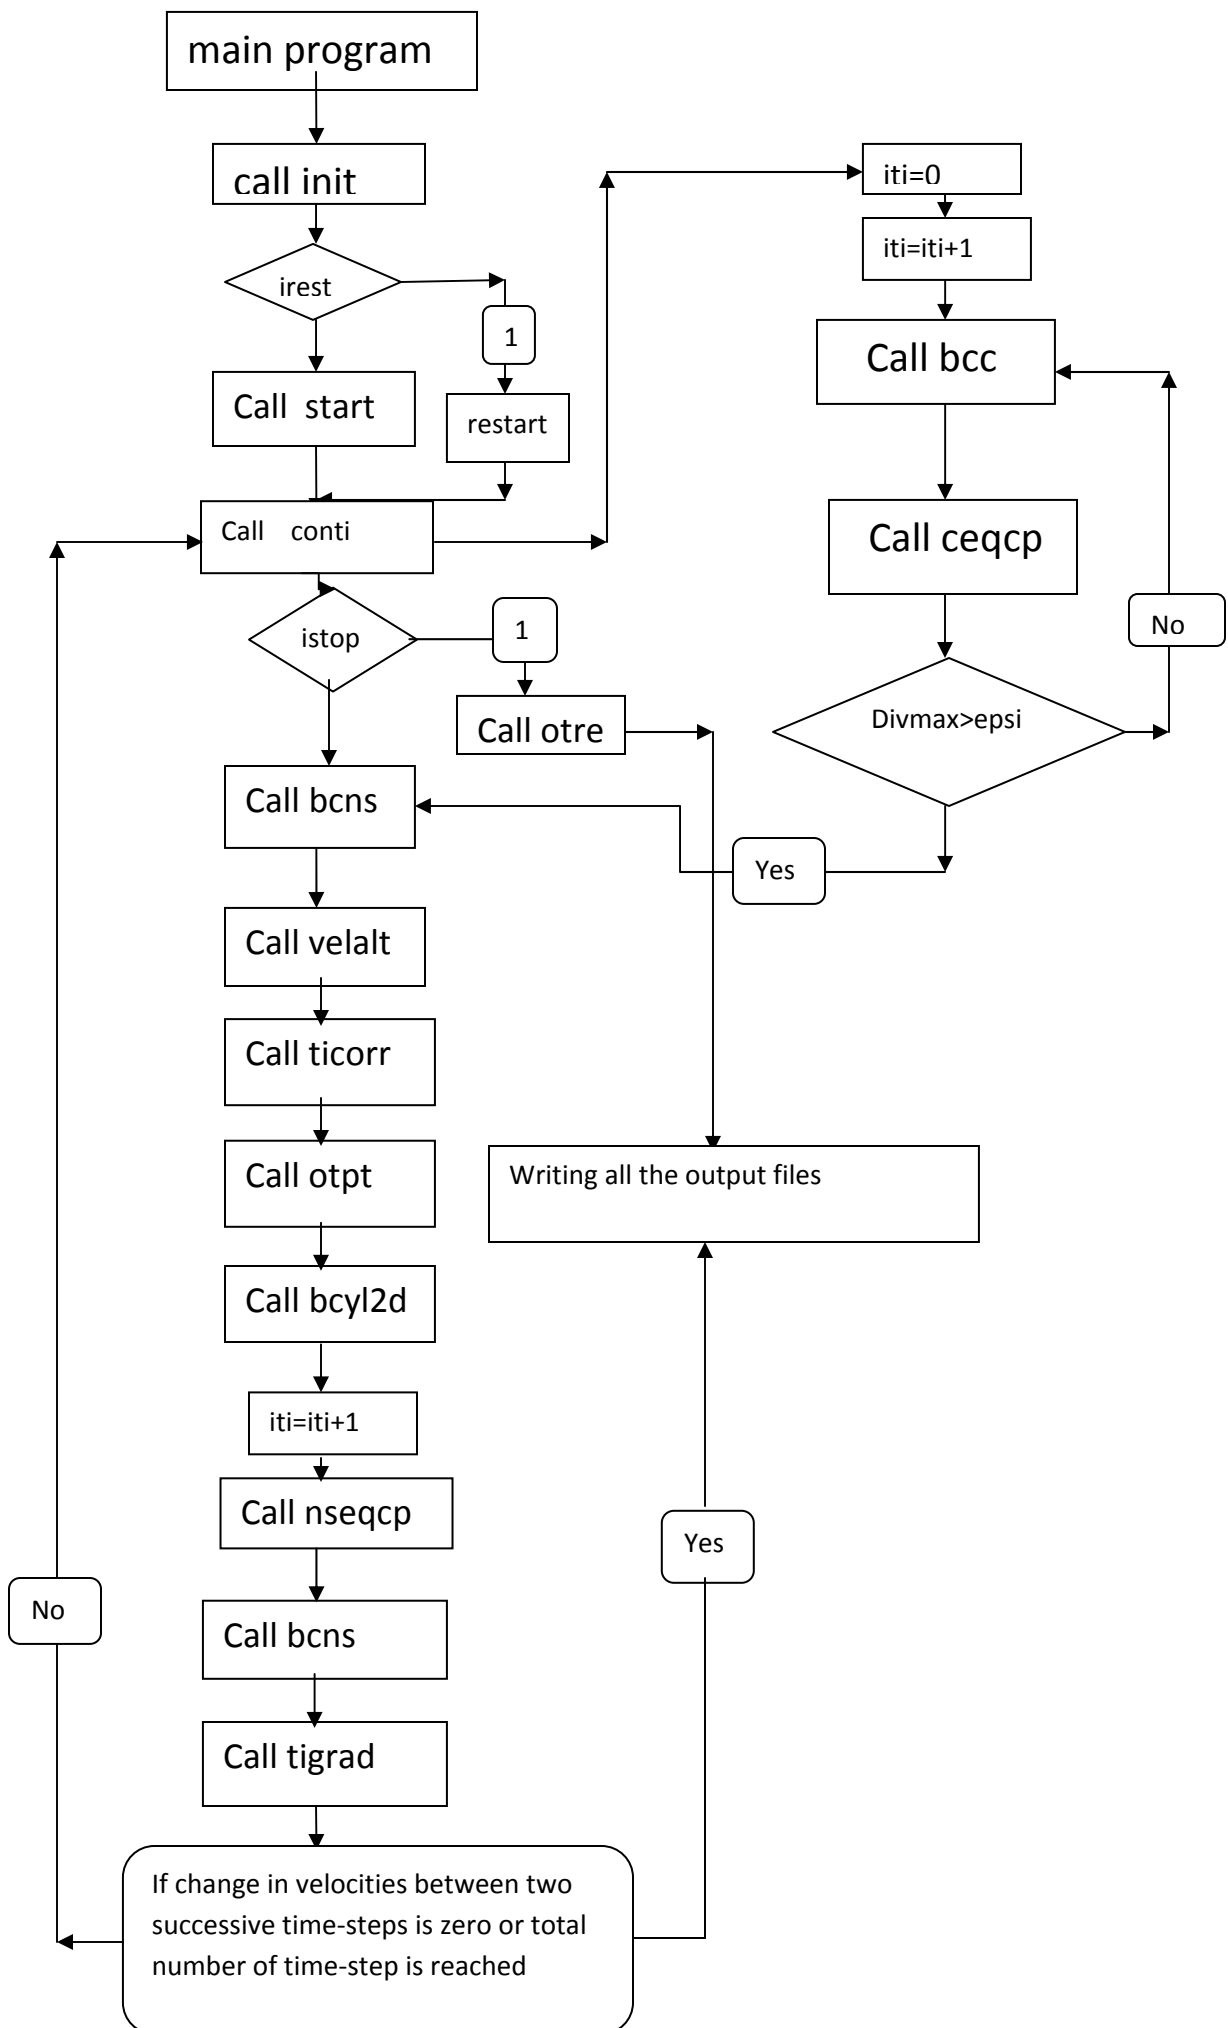 main program
call init
irest
1
Call  start
restart
Call    conti
istop
1
Call otre
Call bcns
Call velalt
Call ticorr
Call otpt
Call bcyl2d
iti=iti+1
Call nseqcp
Call bcns
Call tigrad
If change in velocities between two
successive time-steps is zero or total
number of time-step is reached
No
Yes
Writing all the output files
iti=0
iti=iti+1
Call bcc
Call ceqcp
No
Divmax>epsi
Yes